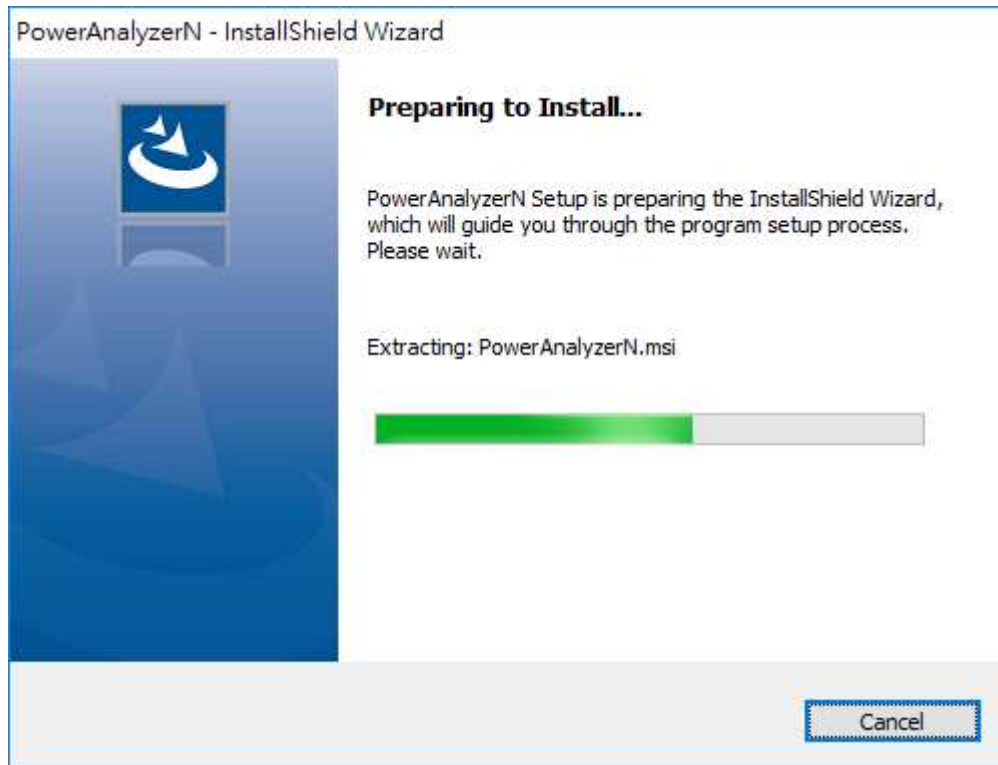 PowerAnalyzerN - InstallShield Wizard
Preparing to Install...
PowerAnalyzerN Setup is preparing the InstallShield Wizard,
which will guide you through the program setup process.
Please wait.
Extracting: PowerAnalyzerN.msi
Cancel